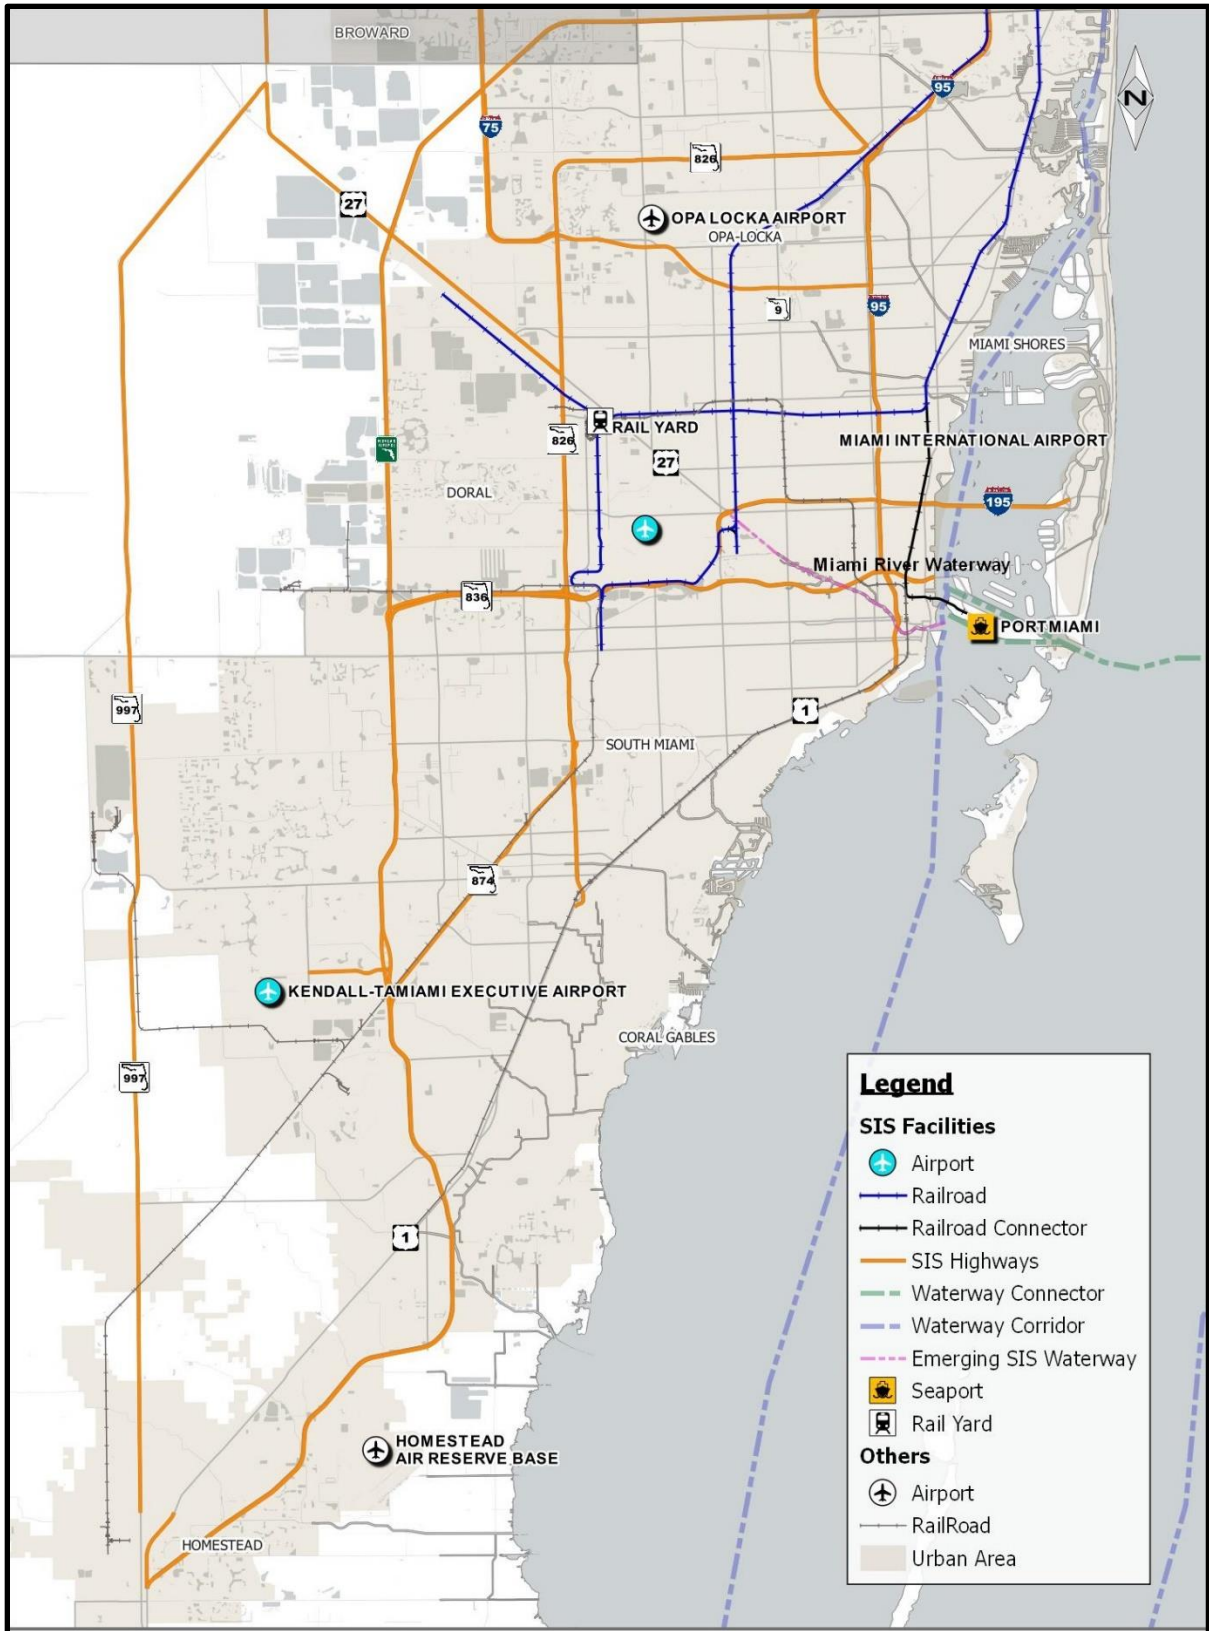 BROWARD
95
N
75
826
27
OPA LOCKA AIRPORT
OPA-LOCKA
9
95
MIAMI SHORES
RAIL YARD
826
MIAMI INTERNATIONAL AIRPORT
27
DORAL
195
Miami River Waterway
836
PORTMIAMI
997
1
SOUTH MIAMI
874
KENDALL-TAMIAMI EXECUTIVE AIRPORT
CORAL GABLES
997
1
HOMESTEAD
AIR RESERVE BASE
HOMESTEAD
Legend
SIS Facilities
Airport
Railroad
Railroad Connector
SIS Highways
Waterway Connector
Waterway Corridor
Emerging SIS Waterway
Seaport
Rail Yard
Others
Airport
RailRoad
Urban Area